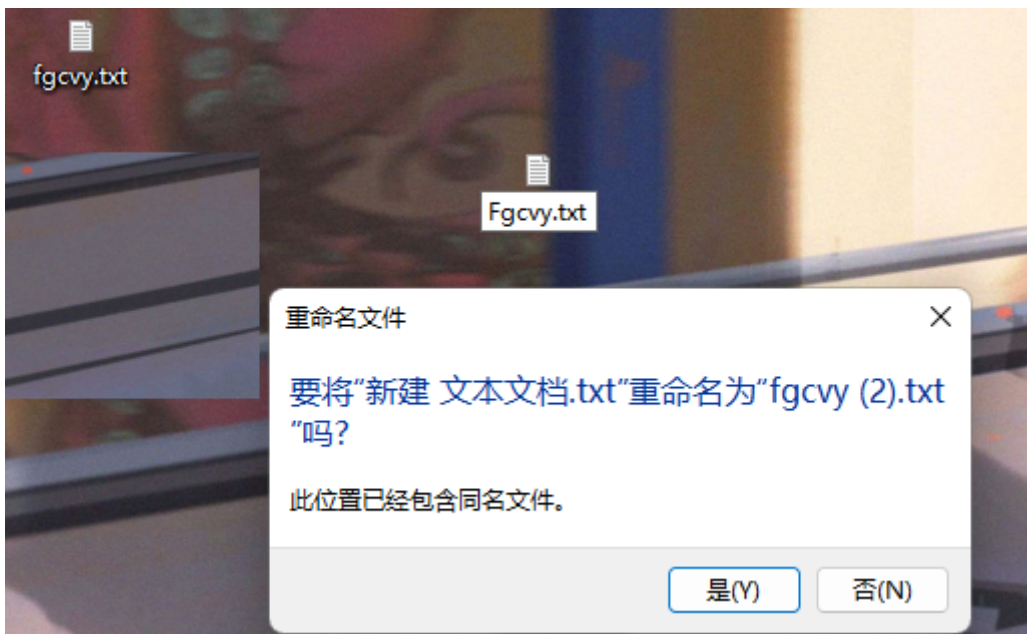 fgcvy.txt
Fgcvy.txt
重命名文件
要将“新建 文本文档.txt”重命名为“fgcvy (2).txt
”吗?
此位置已经包含同名文件。
是(Y)
否(N)